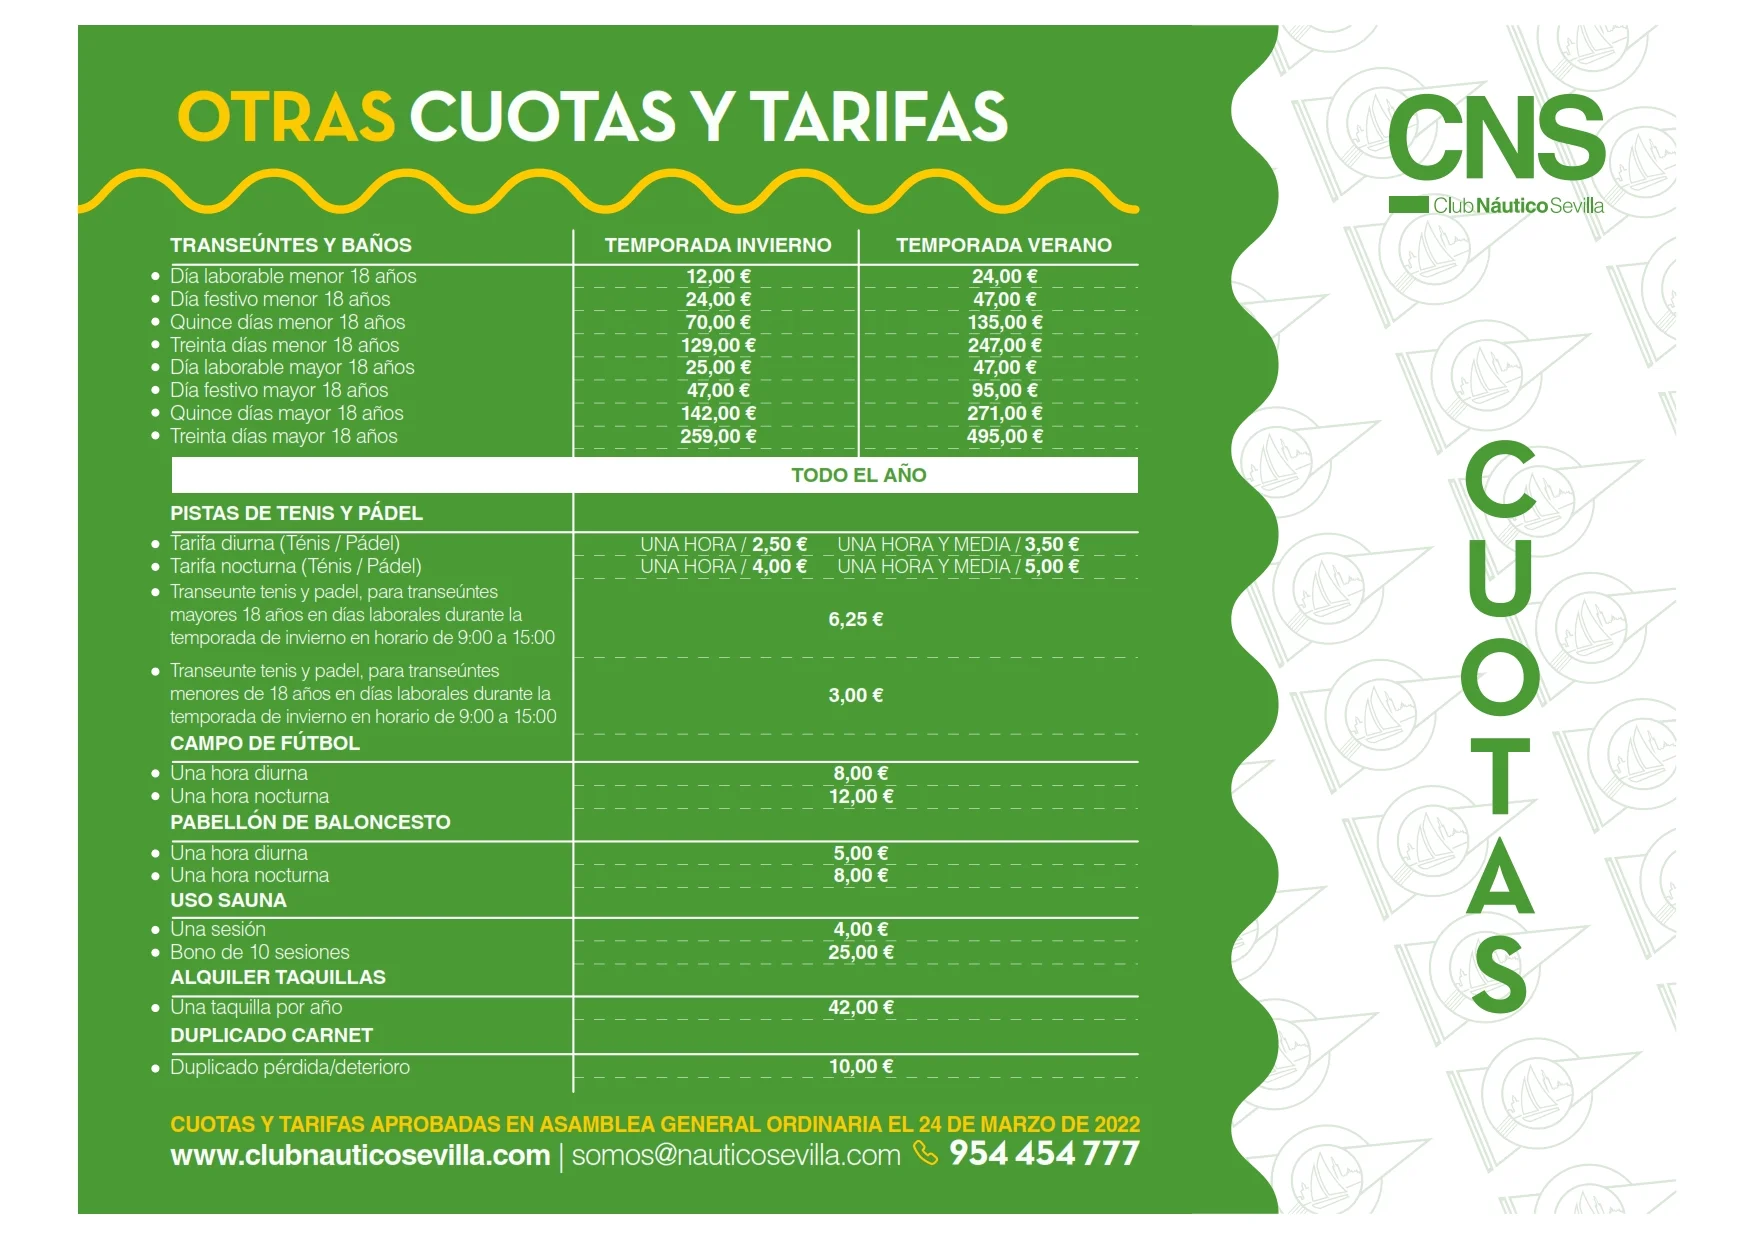 OTRAS CUOTAS Y TARIFAS
TRANSEÚNTES Y BAÑOS TEMPORADA INVIERNO TEMPORADA VERANO
• Día laborable menor 18 años 12,00 € 24,00 €
• Día festivo menor 18 años 24,00 € 47,00 €
• Quince días menor 18 años 70,00 € 135,00 €
• Treinta días menor 18 años 129,00 € 247,00 €
• Día laborable mayor 18 años 25,00 € 47,00 €
• Día festivo mayor 18 años 47,00 € 95,00 €
• Quince días mayor 18 años 142,00 € 271,00 €
• Treinta días mayor 18 años 259,00 € 495,00 €
TODO EL AÑO
PISTAS DE TENIS Y PÁDEL
• Tarifa diurna (Ténis / Pádel) UNA HORA / 2,50 € UNA HORA Y MEDIA / 3,50 €
• Tarifa nocturna (Ténis / Pádel) UNA HORA / 4,00 € UNA HORA Y MEDIA / 5,00 €
• Transeunte tenis y padel, para transeúntes
mayores 18 años en días laborales durante la
temporada de invierno en horario de 9:00 a 15:00
6,25 €
• Transeunte tenis y padel, para transeúntes
menores de 18 años en días laborales durante la
temporada de invierno en horario de 9:00 a 15:00
3,00 €
CAMPO DE FÚTBOL
• Una hora diurna 8,00 €
• Una hora nocturna 12,00 €
PABELLÓN DE BALONCESTO
• Una hora diurna 5,00 €
• Una hora nocturna 8,00 €
USO SAUNA
• Una sesión 4,00 €
• Bono de 10 sesiones 25,00 €
ALQUILER TAQUILLAS
• Una taquilla por año 42,00 €
DUPLICADO CARNET
• Duplicado pérdida/deterioro 10,00 €
CUOTAS Y TARIFAS APROBADAS EN ASAMBLEA GENERAL ORDINARIA EL 24 DE MARZO DE 2022
www.clubnauticosevilla.com | somos@nauticosevilla.com 954 454 777
CNS
Club Náutico Sevilla
CUOTAS